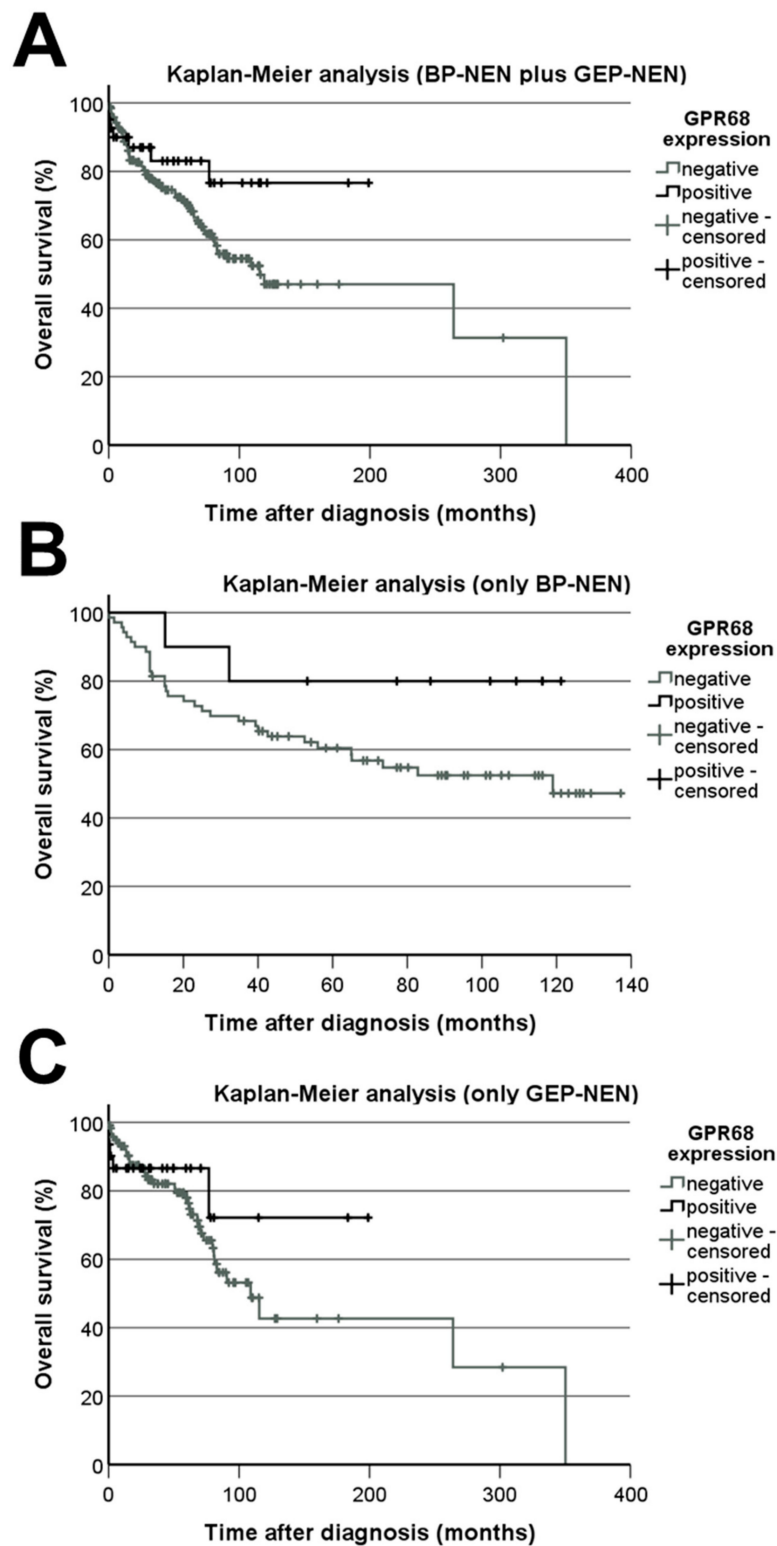 A
Kaplan-Meier analysis (BP-NEN plus GEP-NEN)
Overall survival (%)
100
80
60
40
20
0
0 100 200 300 400
Time after diagnosis (months)
GPR68
expression
negative
positive
negative -
censored
positive -
censored
B
Kaplan-Meier analysis (only BP-NEN)
Overall survival (%)
100
80
60
40
20
0
0 20 40 60 80 100 120 140
Time after diagnosis (months)
GPR68
expression
negative
positive
negative -
censored
positive -
censored
C
Kaplan-Meier analysis (only GEP-NEN)
Overall survival (%)
100
80
60
40
20
0
0 100 200 300 400
Time after diagnosis (months)
GPR68
expression
negative
positive
negative -
censored
positive -
censored